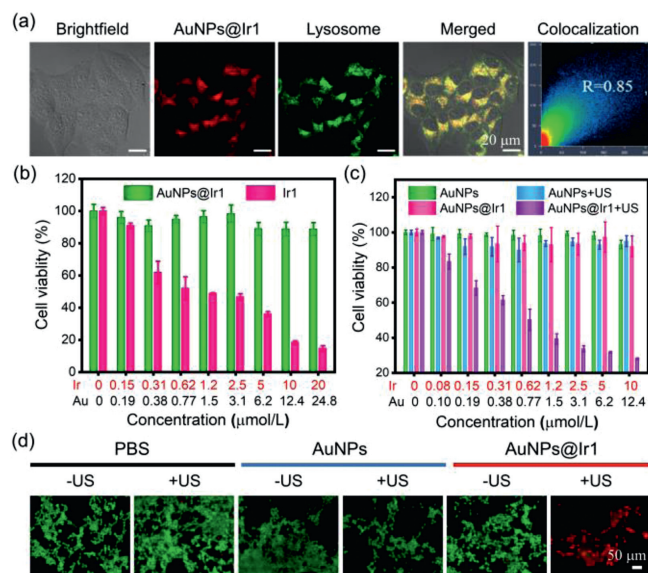 (a)
Brightfield AuNPs@Ir1 Lysosome Merged Colocalization
R=0.85
20 μm
(b)
AuNPs@Ir1 Ir1
120
100
80
60
40
20
0
Cell viablity (%)
Ir 0 0.15 0.31 0.62 1.2 2.5 5 10 20
Au 0 0.19 0.38 0.77 1.5 3.1 6.2 12.4 24.8
Concentration (μmol/L)
(c)
AuNPs AuNPs+US
AuNPs@Ir1 AuNPs@Ir1+US
120
100
80
60
40
20
Cell viablity (%)
Ir 0 0.08 0.15 0.31 0.62 1.2 2.5 5 10
Au 0 0.10 0.19 0.38 0.77 1.5 3.1 6.2 12.4
Concentration (μmol/L)
(d)
PBS AuNPs AuNPs@Ir1
-US +US -US +US -US +US
50 μm